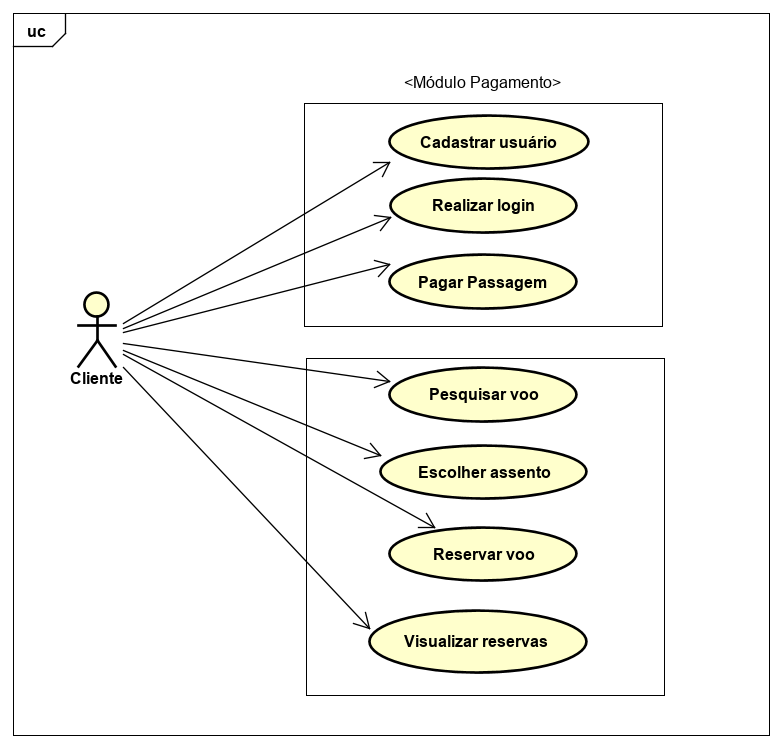 uc
<Módulo Pagamento>
Cadastrar usuário
Realizar login
Pagar Passagem
Cliente
Pesquisar voo
Escolher assento
Reservar voo
Visualizar reservas